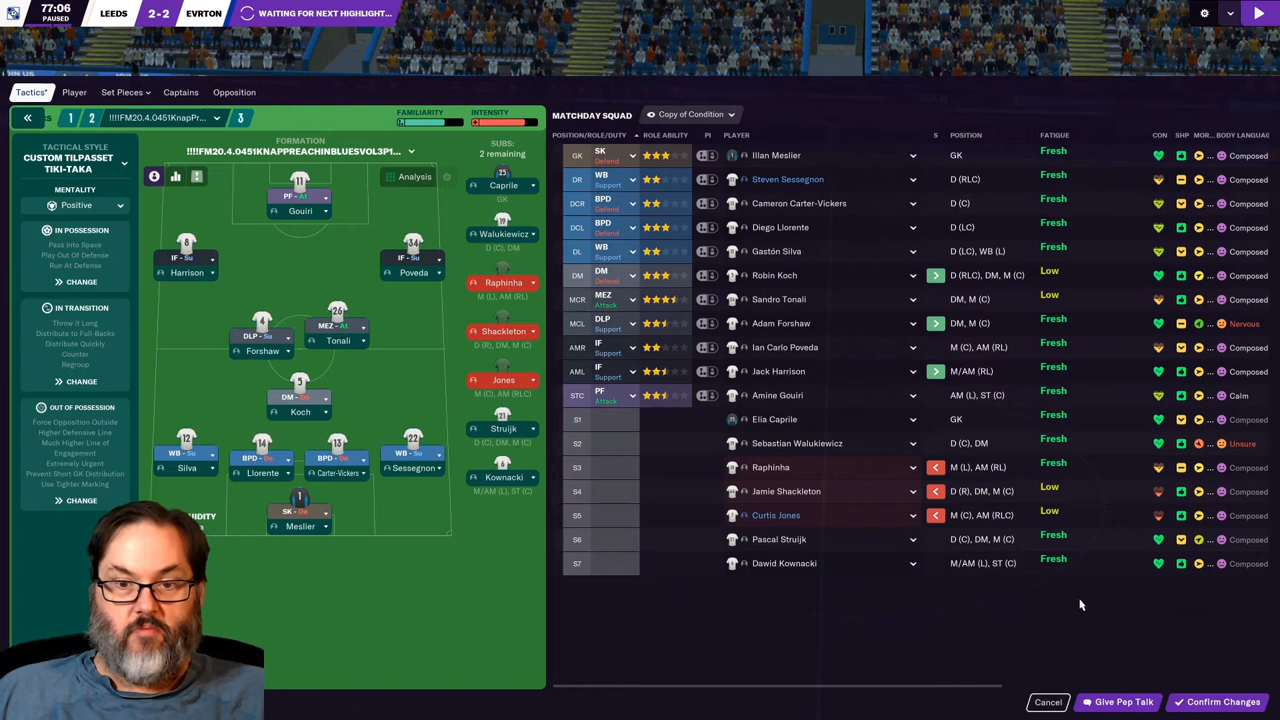 77:06
PAUSED
LEEDS 2-2 EVRTON WAITING FOR NEXT HIGHLIGHT...
Tactics* Player Set Pieces Captains Opposition
1 2 !!!!FM20.4.0451KnapPr... 3
FAMILIARITY INTENSITY
TACTICAL STYLE
CUSTOM TILPASSET
TIKI-TAKA
MENTALITY
Positive
IN POSSESSION
Pass Into Space
Play Out Of Defense
Run At Defense
CHANGE
IN TRANSITION
Throw it Long
Distribute to Full-Backs
Distribute Quickly
Counter
Regroup
CHANGE
OUT OF POSSESSION
Force Opposition Outside
Higher Defensive Line
Much Higher Line of
Engagement
Extremely Urgent
Prevent Short GK Distribution
Use Tighter Marking
CHANGE
FORMATION
!!!!FM20.4.0451KNAPPREACHINBLUESVOL3P1...
Analysis
11
PF - At
Gouiri
8
IF - Su
Harrison
34
IF - Su
Poveda
4
DLP - Su
Forshaw
26
MEZ - At
Tonali
5
DM - De
Koch
12
WB - Su
Silva
14
BPD - De
Llorente
13
BPD - De
Carter-Vickers
22
WB - Su
Sessegnon
1
SK - De
Meslier
UIDITY
SUBS:
2 remaining
25
Caprile
GK
19
Walukiewicz
D (C), DM
Raphinha
M (L), AM (RL)
Shackleton
D (R), DM, M (C)
Jones
M (C), AM (RLC)
21
Struijk
D (C), DM, M (C)
6
Kownacki
M/AM (L), ST (C)
MATCHDAY SQUAD Copy of Condition
POSITION/ROLE/DUTY ROLE ABILITY PI PLAYER S POSITION FATIGUE CON SHP MOR... BODY LANGUAG
GK SK Defend Illan Meslier GK Fresh Composed
DR WB Support Steven Sessegnon D (RLC) Fresh Composed
DCR BPD Defend Cameron Carter-Vickers D (C) Fresh Composed
DCL BPD Defend Diego Llorente D (LC) Fresh Composed
DL WB Support Gastón Silva D (LC), WB (L) Fresh Composed
DM DM Defend Robin Koch D (RLC), DM, M (C) Low Composed
MCR MEZ Attack Sandro Tonali DM, M (C) Low Composed
MCL DLP Support Adam Forshaw DM, M (C) Fresh Nervous
AMR IF Support Ian Carlo Poveda M (C), AM (RL) Fresh Composed
AML IF Support Jack Harrison M/AM (RL) Fresh Composed
STC PF Attack Amine Gouiri AM (L), ST (C) Fresh Calm
S1 Elia Caprile GK Fresh Composed
S2 Sebastian Walukiewicz D (C), DM Fresh Unsure
S3 Raphinha M (L), AM (RL) Fresh Composed
S4 Jamie Shackleton D (R), DM, M (C) Low Composed
S5 Curtis Jones M (C), AM (RLC) Low Composed
S6 Pascal Struijk D (C), DM, M (C) Fresh Composed
S7 Dawid Kownacki M/AM (L), ST (C) Fresh Composed
Cancel Give Pep Talk Confirm Changes